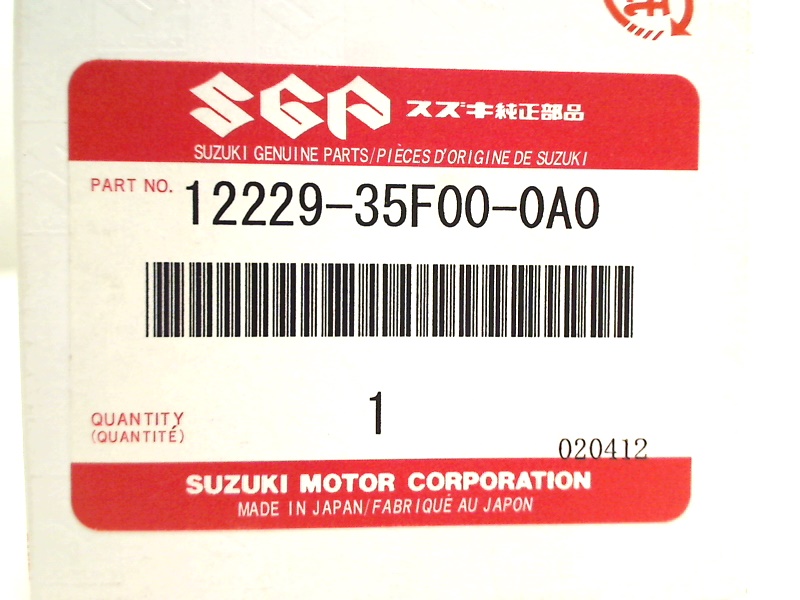 SGP スズキ純正部品
SUZUKI GENUINE PARTS/PIÈCES D'ORIGINE DE SUZUKI
PART NO. 12229-35F00-0A0
QUANTITY 1
(QUANTITÉ)
020412
SUZUKI MOTOR CORPORATION
MADE IN JAPAN/FABRIQUÉ AU JAPON